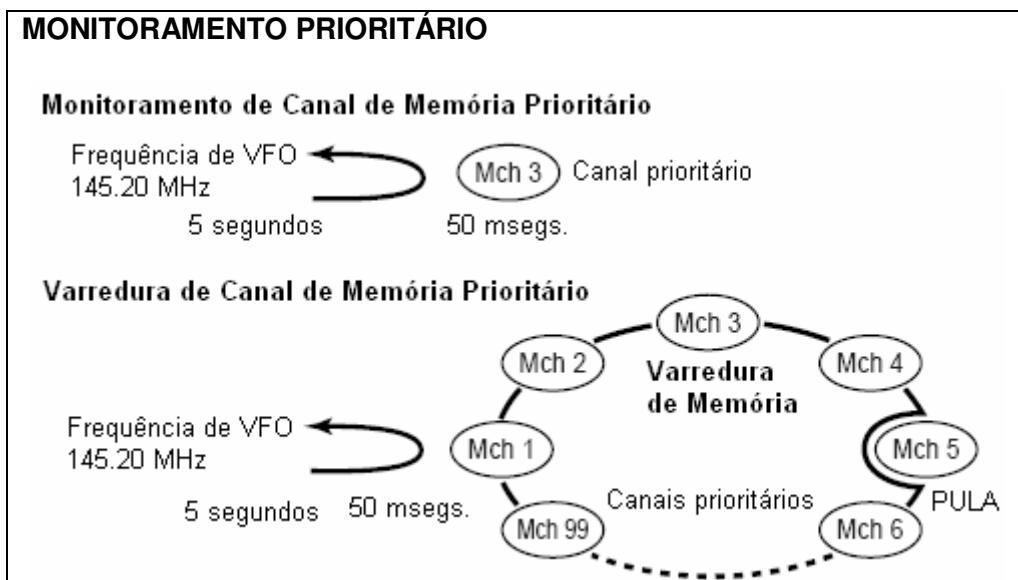 MONITORAMENTO PRIORITÁRIO
Monitoramento de Canal de Memória Prioritário
Frequência de VFO
145.20 MHz
Mch 3
Canal prioritário
5 segundos
50 msegs.
Varredura de Canal de Memória Prioritário
Mch 3
Mch 2
Mch 4
Varredura
de Memória
Frequência de VFO
145.20 MHz
Mch 1
Mch 5
5 segundos
50 msegs.
Canais prioritários
PULA
Mch 99
Mch 6